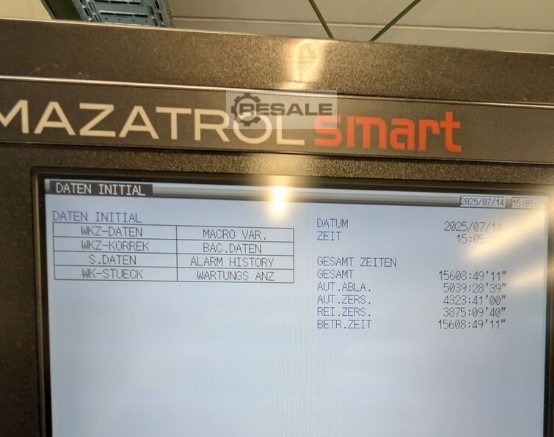 RESALE
MAZATROL smart
DATEN INITIAL
2025/07/14
DATEN INITIAL
WKZ-DATEN MACRO VAR.
WKZ-KORREK BAC.DATEN
S.DATEN ALARM HISTORY
WK-STUECK WARTUNGS ANZ
DATUM 2025/07/14
ZEIT 15:05
GESAMT ZEITEN
GESAMT 15608:49'11"
AUT.ABLA. 5039:28'39"
AUT.ZERS. 4323:41'00"
REI.ZERS. 3875:09'40"
BETR.ZEIT 15608:49'11"